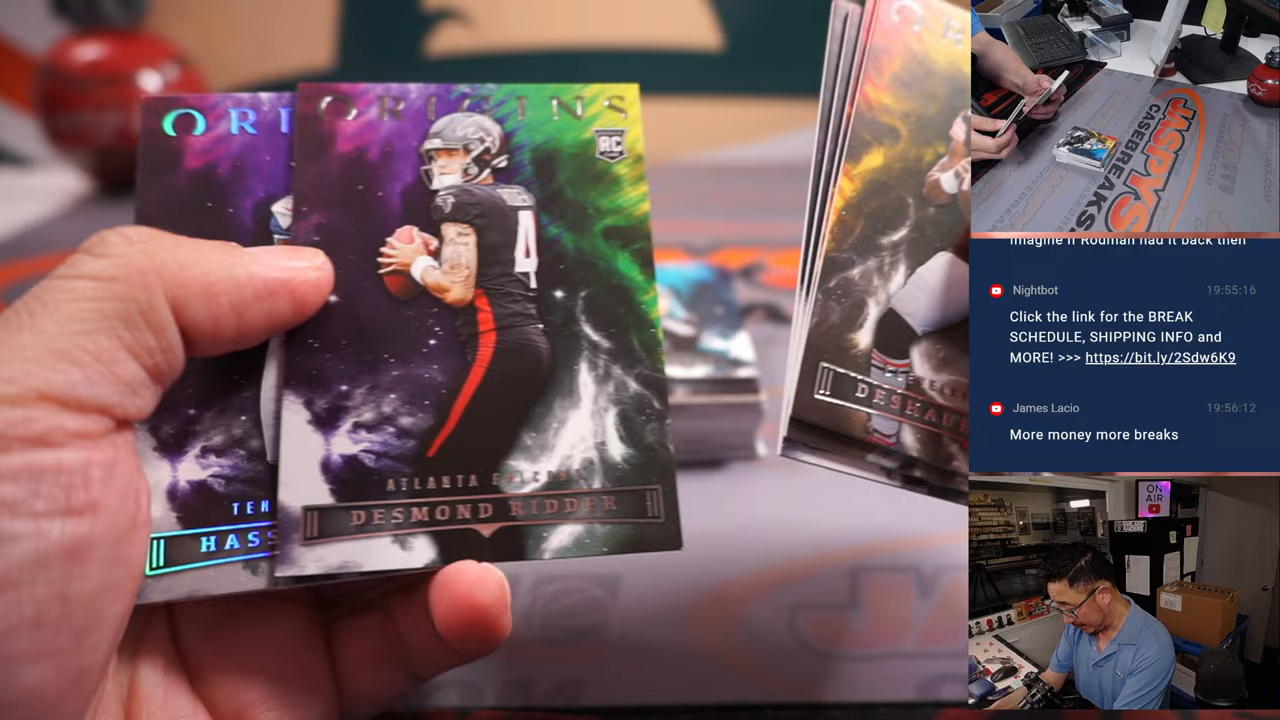 ORI
ORIGINS
RC
4
ATLANTA
DESMOND RIDDER
TEN
HASS
DESHAU
JASPYS
CASEBREAKS
imagine if Rodman had it back then
Nightbot
19:55:16
Click the link for the BREAK
SCHEDULE, SHIPPING INFO and
MORE! >>> https://bit.ly/2Sdw6K9
James Lacio
19:56:12
More money more breaks
ON
AIR